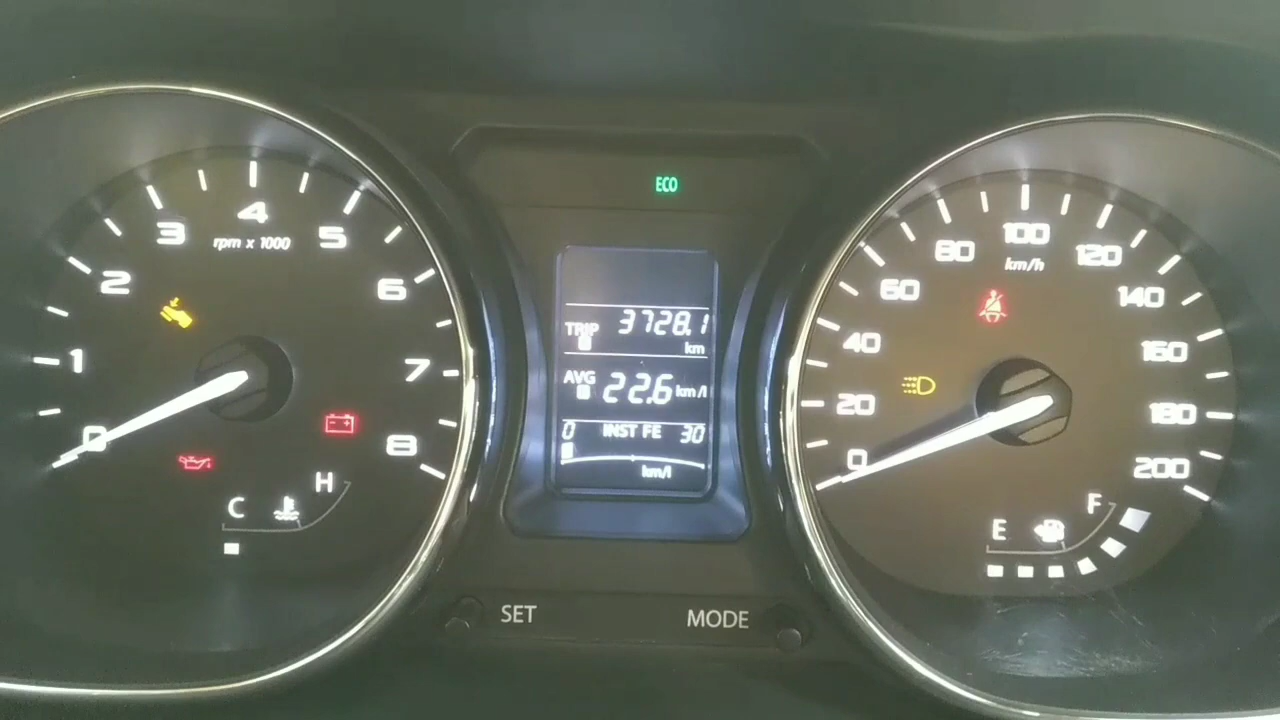 ECO
0
1
2
3
4
5
6
7
8
rpm x 1000
C
H
TRIP 3728.1
km
AVG 22.6 km/l
0 INST FE 30
km/l
0
20
40
60
80
100
120
140
160
180
200
km/h
E
F
SET
MODE